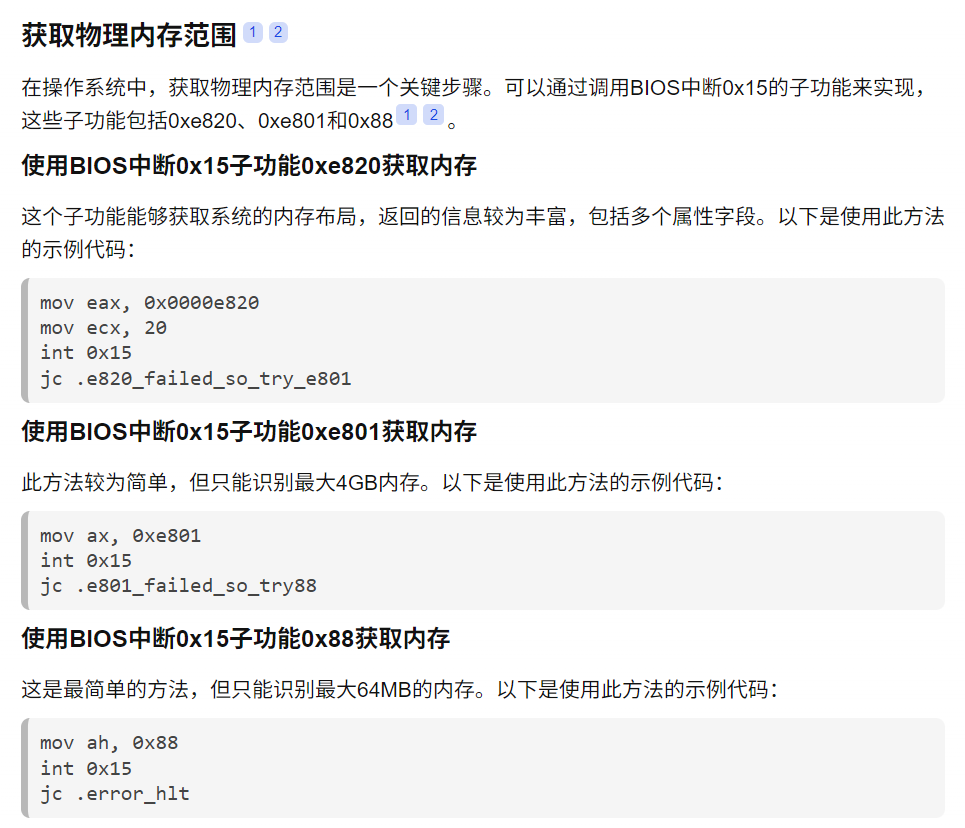 获取物理内存范围 1 2
在操作系统中，获取物理内存范围是一个关键步骤。可以通过调用BIOS中断0x15的子功能来实现，
这些子功能包括0xe820、0xe801和0x88 1 2 。
使用BIOS中断0x15子功能0xe820获取内存
这个子功能能够获取系统的内存布局，返回的信息较为丰富，包括多个属性字段。以下是使用此方法
的示例代码：
mov eax, 0x0000e820
mov ecx, 20
int 0x15
jc .e820_failed_so_try_e801
使用BIOS中断0x15子功能0xe801获取内存
此方法较为简单，但只能识别最大4GB内存。以下是使用此方法的示例代码：
mov ax, 0xe801
int 0x15
jc .e801_failed_so_try88
使用BIOS中断0x15子功能0x88获取内存
这是最简单的方法，但只能识别最大64MB的内存。以下是使用此方法的示例代码：
mov ah, 0x88
int 0x15
jc .error_hlt